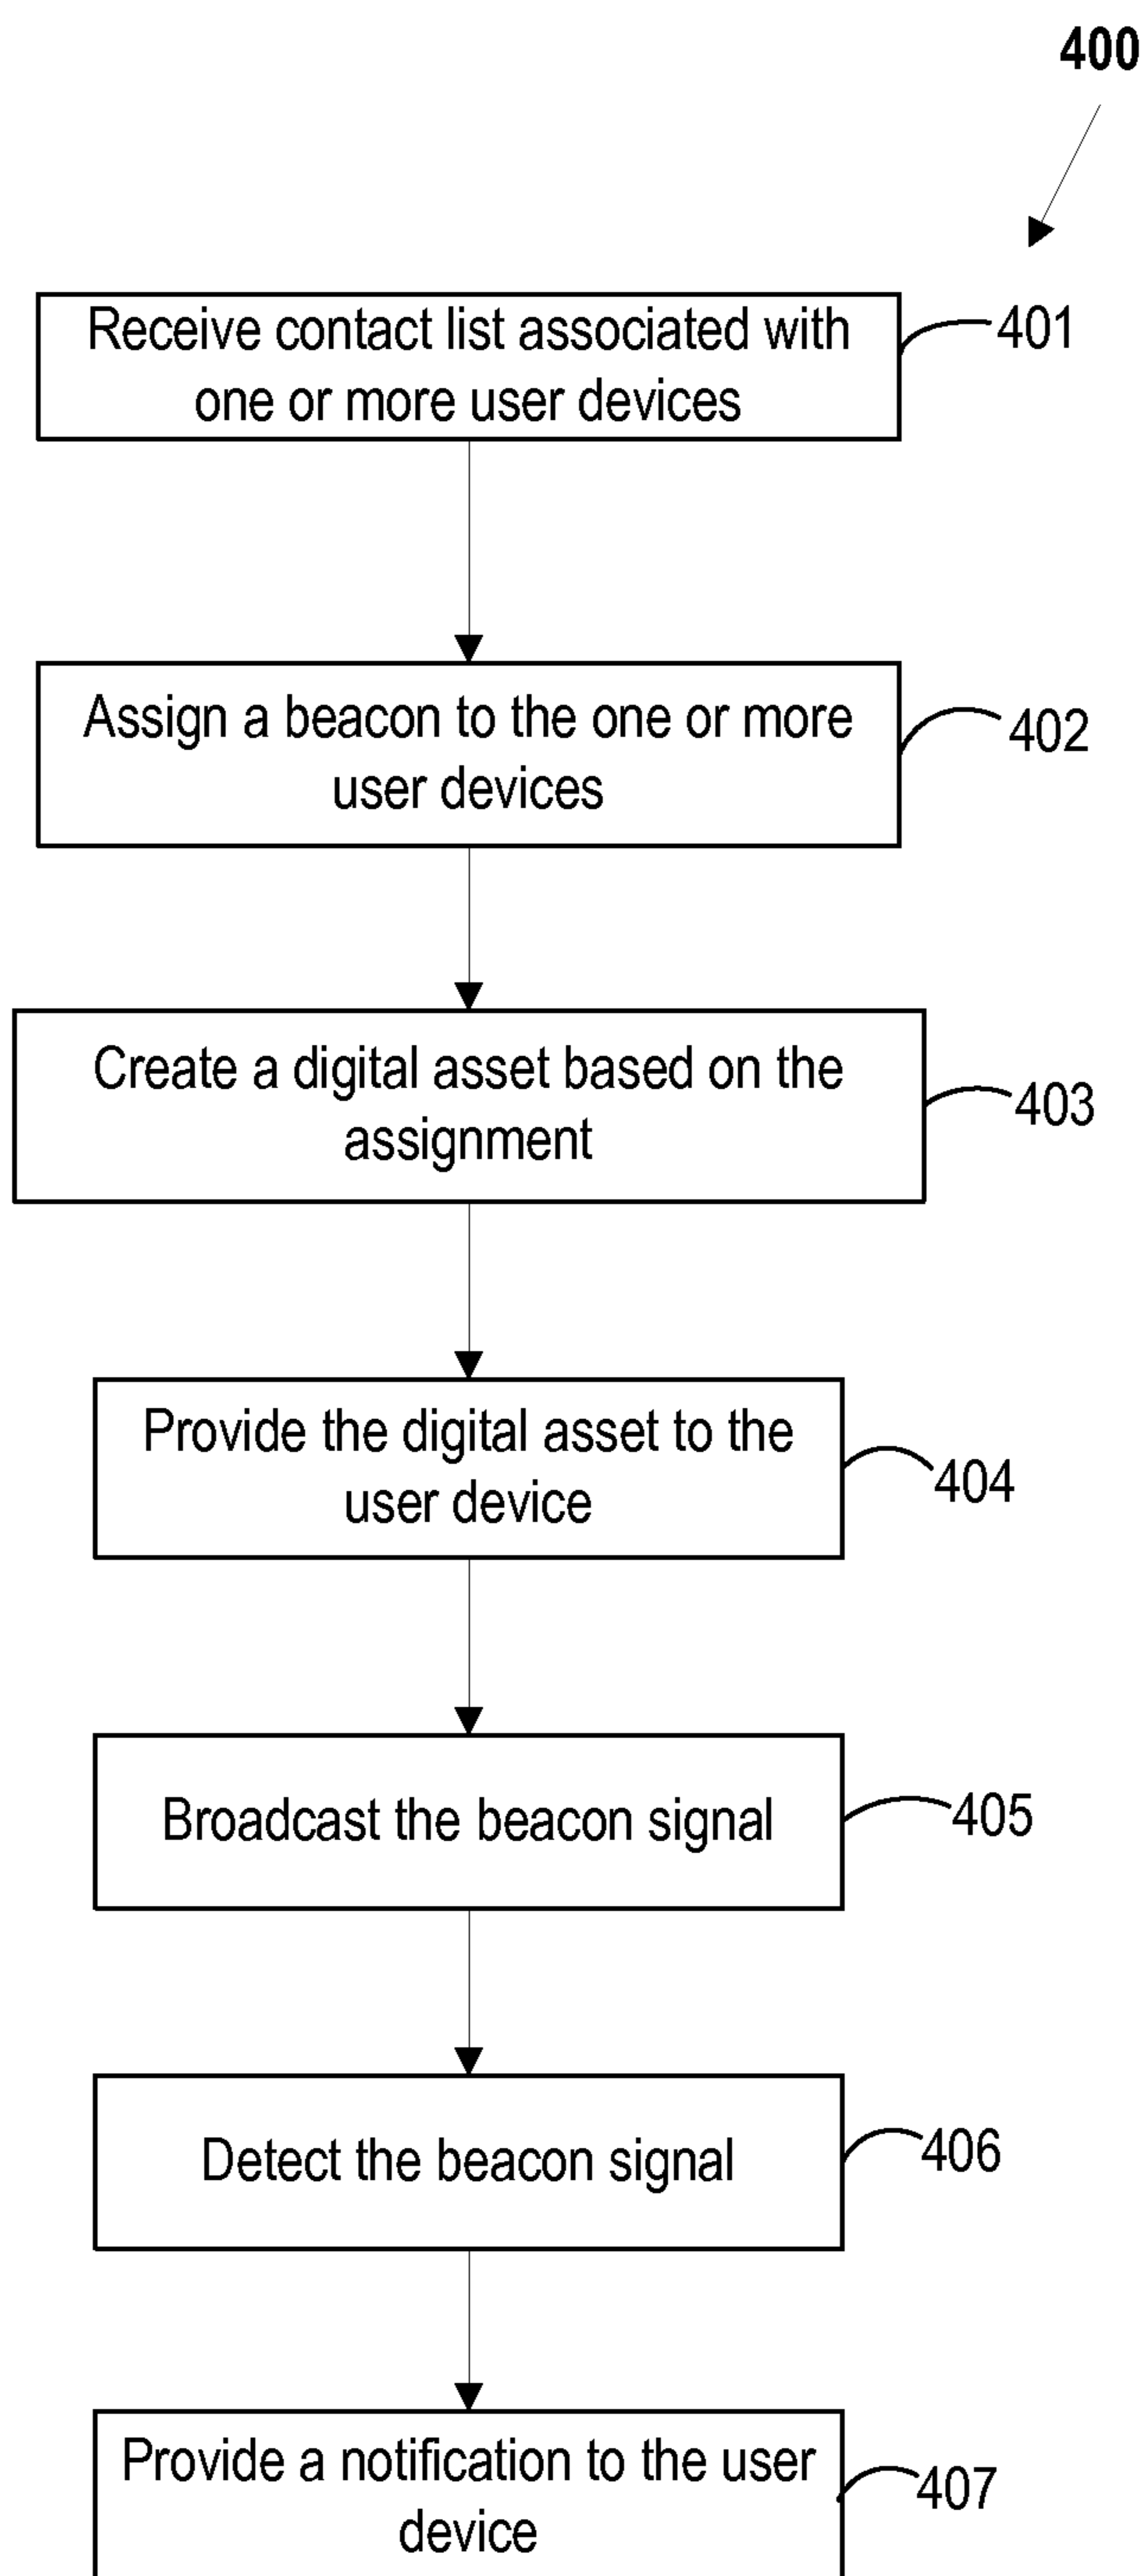 400
Receive contact list associated with
one or more user devices
401
Assign a beacon to the one or more
user devices
402
Create a digital asset based on the
assignment
403
Provide the digital asset to the
user device
404
Broadcast the beacon signal
405
Detect the beacon signal
406
Provide a notification to the user
device
407